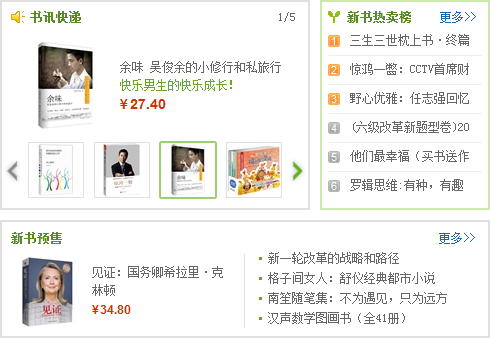 书讯快递 1/5
余味 吴俊余的小修行和私旅行
快乐男生的快乐成长！
¥27.40
余味
新书热卖榜 更多>>
1 三生三世枕上书·终篇
2 惊鸿一瞥：CCTV首席财
3 野心优雅：任志强回忆
4 (六级改革新题型卷)20
5 他们最幸福（买书送作
6 罗辑思维:有种，有趣
新书预售 更多>>
见证：国务卿希拉里·克
林顿
¥34.80
见证
新一轮改革的战略和路径
格子间女人：舒仪经典都市小说
南笙随笔集：不为遇见，只为远方
汉声数学图画书（全41册）